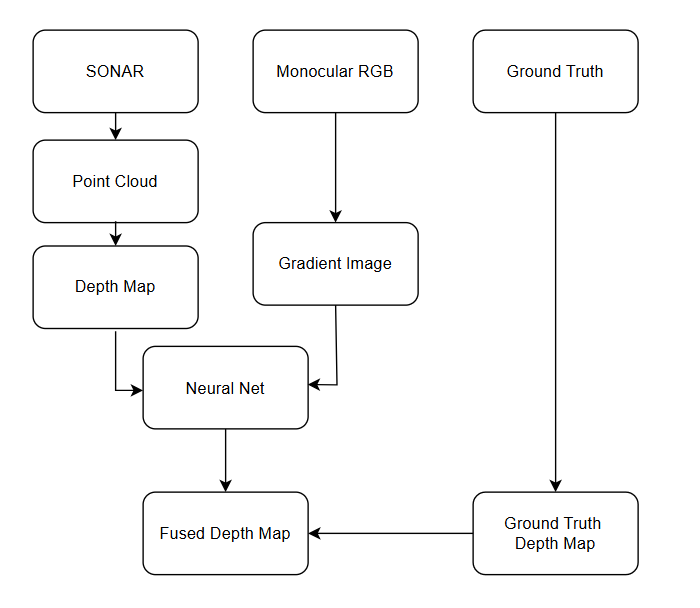 SONAR
Monocular RGB
Ground Truth
Point Cloud
Gradient Image
Depth Map
Neural Net
Fused Depth Map
Ground Truth
Depth Map